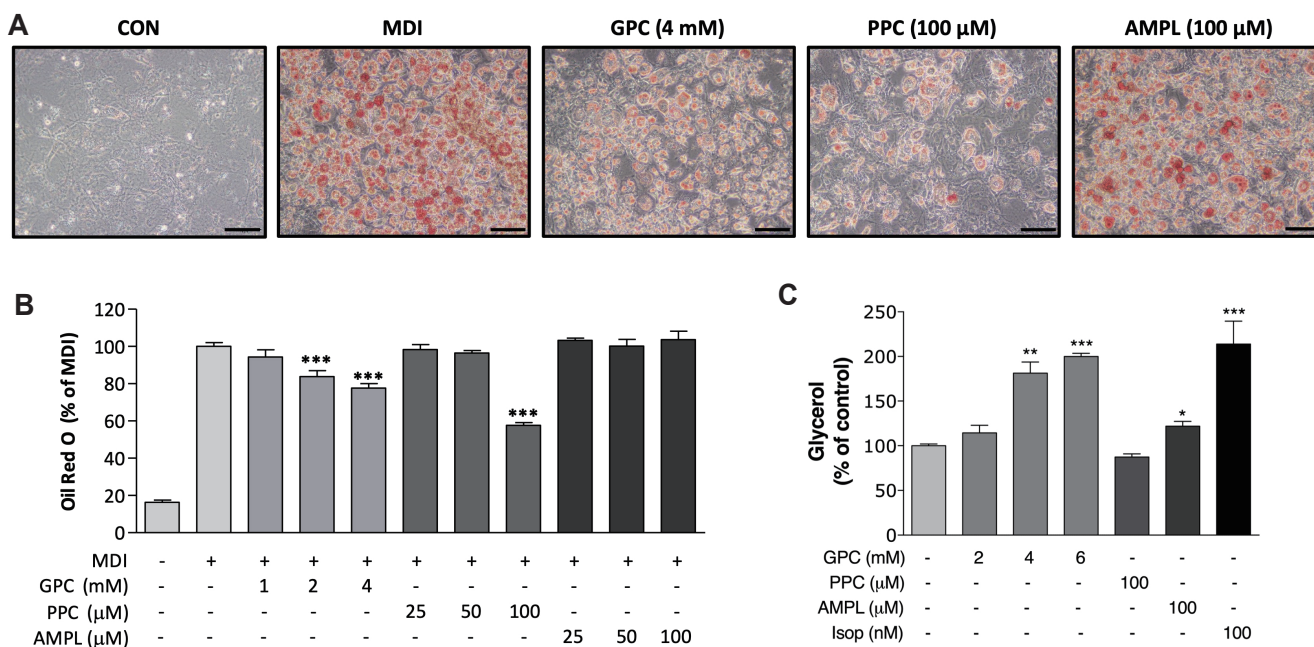 A
CON MDI GPC (4 mM) PPC (100 μM) AMPL (100 μM)
B
Oil Red O (% of MDI)
120
100
80
60
40
20
0
*** *** ***
MDI - + + + + + + + + + +
GPC (mM) - - 1 2 4 - - - - - -
PPC (μM) - - - - - 25 50 100 - - -
AMPL (μM) - - - - - - - - 25 50 100
C
Glycerol
(% of control)
250
200
150
100
50
0
** *** * ***
GPC (mM) - 2 4 6 - - -
PPC (μM) - - - - 100 - -
AMPL (μM) - - - - - 100 -
Isop (nM) - - - - - - 100